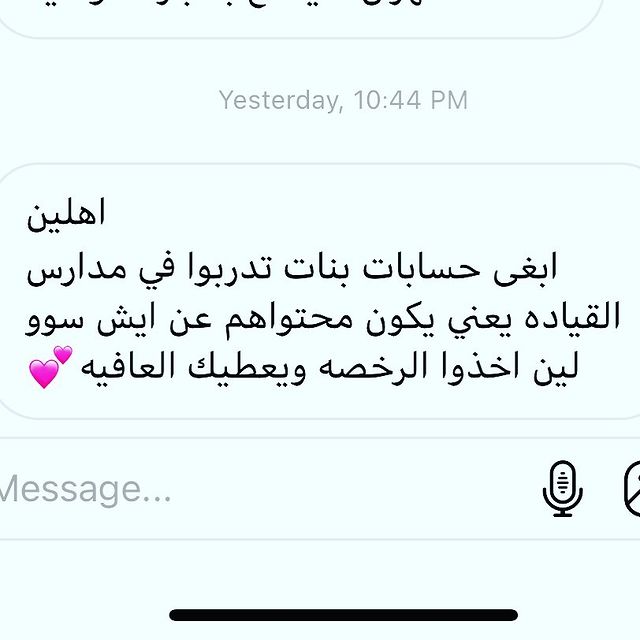 Yesterday, 10:44 PM
اهلين
ابغى حسابات بنات تدربوا في مدارس
القياده يعني يكون محتواهم عن ايش سوو
لين اخذوا الرخصه ويعطيك العافيه 💕
Message...